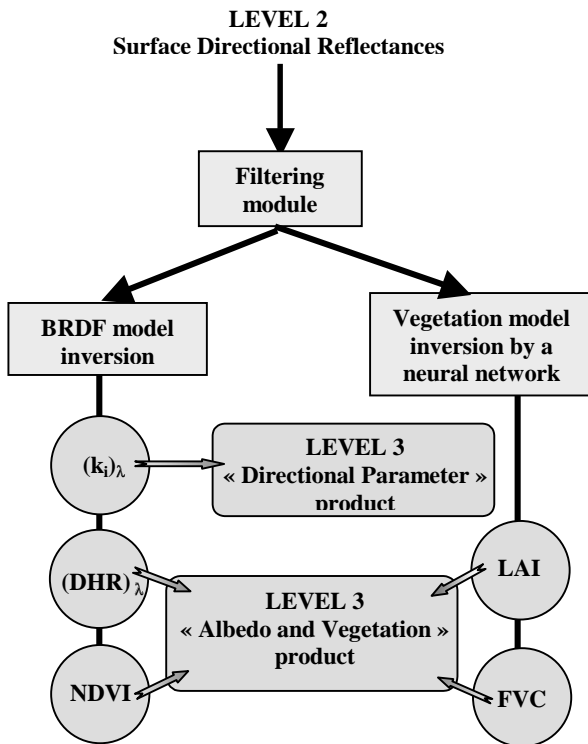 LEVEL 2
Surface Directional Reflectances
Filtering
module
BRDF model
inversion
Vegetation model
inversion by a
neural network
(kᵢ)λ
LEVEL 3
« Directional Parameter »
product
(DHR) λ
LAI
LEVEL 3
« Albedo and Vegetation »
product
NDVI
FVC